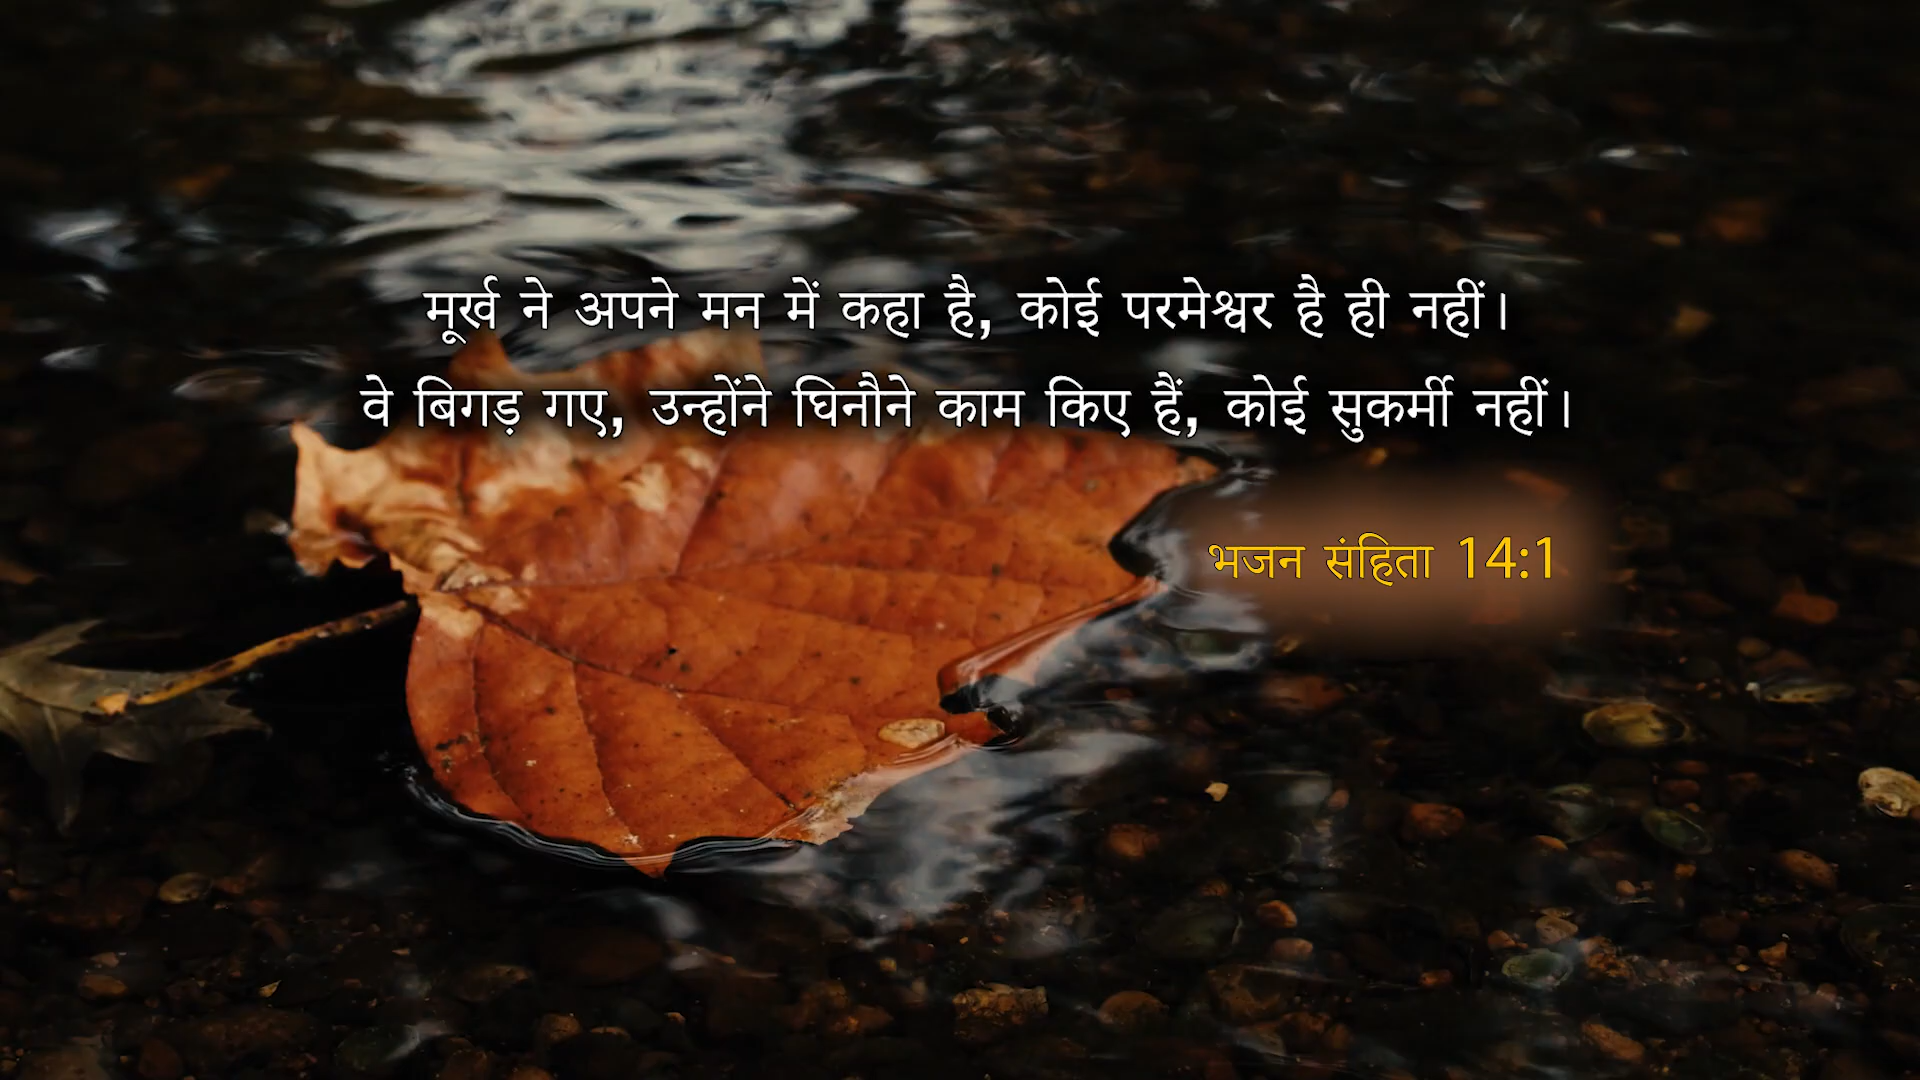 मूर्ख ने अपने मन में कहा है, कोई परमेश्वर है ही नहीं।
वे बिगड़ गए, उन्होंने घिनौने काम किए हैं, कोई सुकर्मी नहीं।
भजन संहिता 14:1